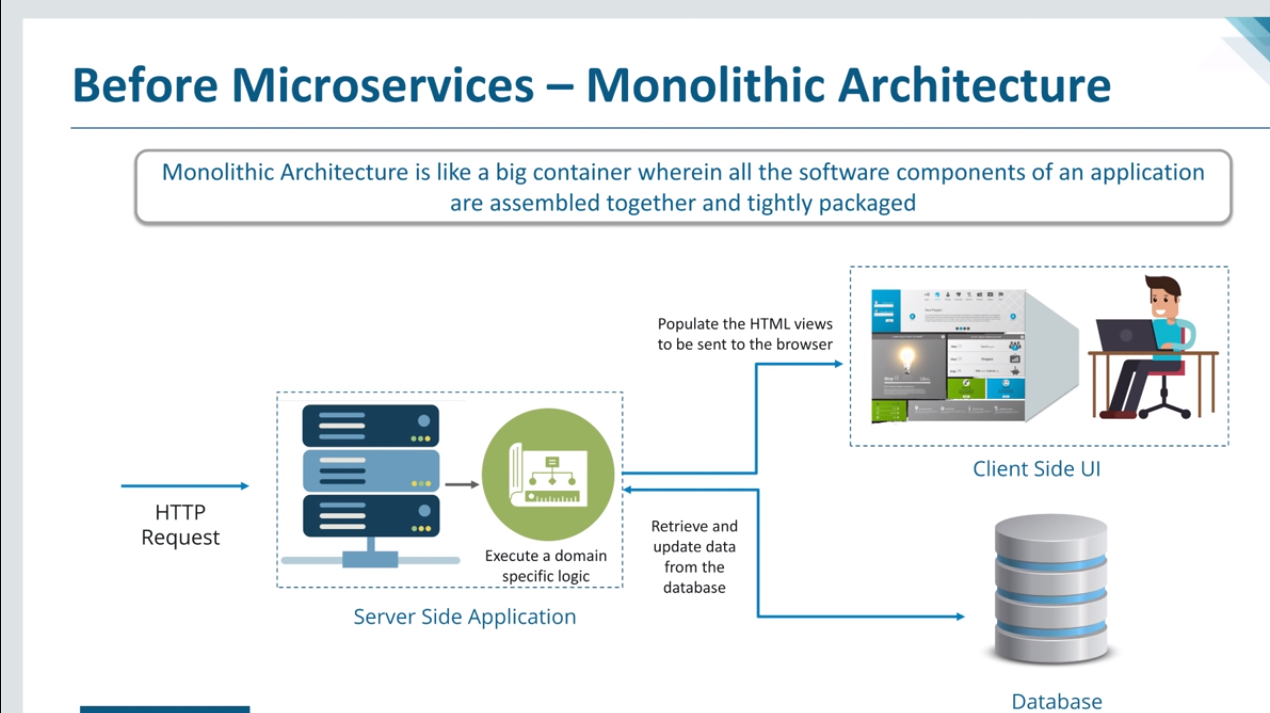 Before Microservices – Monolithic Architecture
Monolithic Architecture is like a big container wherein all the software components of an application
are assembled together and tightly packaged
Populate the HTML views
to be sent to the browser
Client Side UI
HTTP
Request
Execute a domain
specific logic
Server Side Application
Retrieve and
update data
from the
database
Database